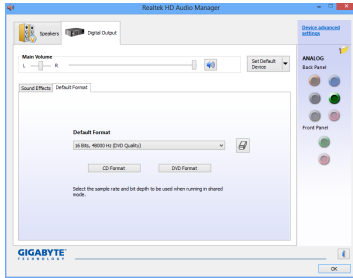 Realtek HD Audio Manager
Speakers
Digital Output
Device advanced
settings
Main Volume
L
R
Set Default
Device
ANALOG
Back Panel
Sound Effects
Default Format
Default Format
16 Bits, 48000 Hz (DVD Quality)
CD Format
DVD Format
Select the sample rate and bit depth to be used when running in shared
mode.
Front Panel
GIGABYTE
TECHNOLOGY
OK